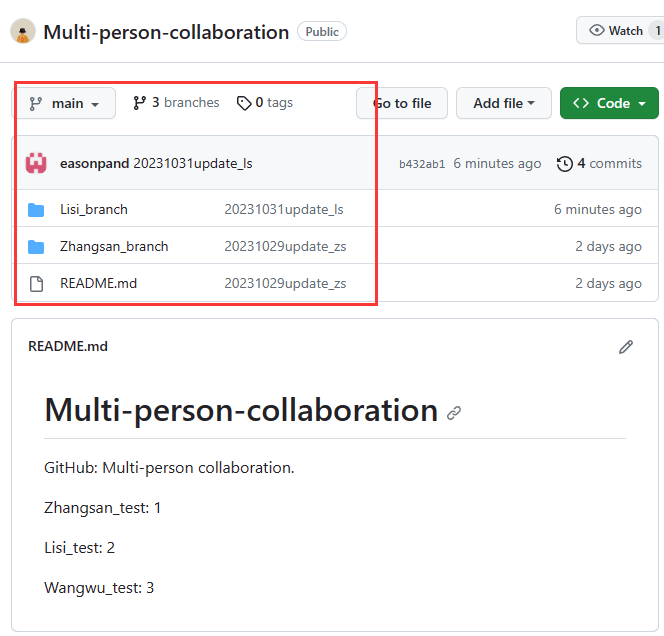 Multi-person-collaboration Public Watch 1
main 3 branches 0 tags Go to file Add file Code
easonpand 20231031update_ls b432ab1 6 minutes ago 4 commits
Lisi_branch 20231031update_ls 6 minutes ago
Zhangsan_branch 20231029update_zs 2 days ago
README.md 20231029update_zs 2 days ago
README.md
Multi-person-collaboration
GitHub: Multi-person collaboration.
Zhangsan_test: 1
Lisi_test: 2
Wangwu_test: 3